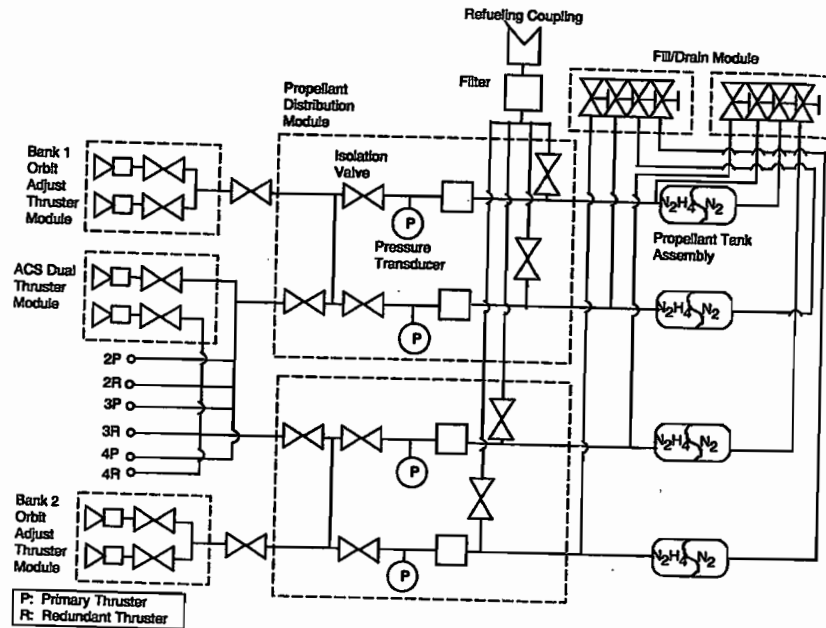 Refueling Coupling
Fill/Drain Module
Filter
Propellant
Distribution
Module
Bank 1
Orbit
Adjust
Thruster
Module
Isolation
Valve
P
Pressure
Transducer
N2H4 N2
Propellant Tank
Assembly
ACS Dual
Thruster
Module
P
N2H4 N2
2P
2R
3P
3R
4P
4R
P
N2H4 N2
Bank 2
Orbit
Adjust
Thruster
Module
P
N2H4 N2
P: Primary Thruster
R: Redundant Thruster